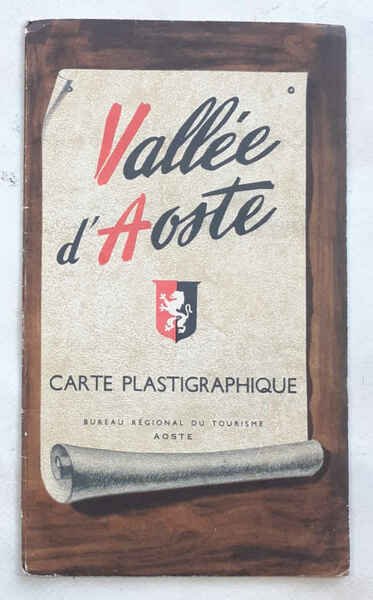 Vallée
d'Aoste
CARTE PLASTIGRAPHIQUE
BUREAU RÉGIONAL DU TOURISME
AOSTE